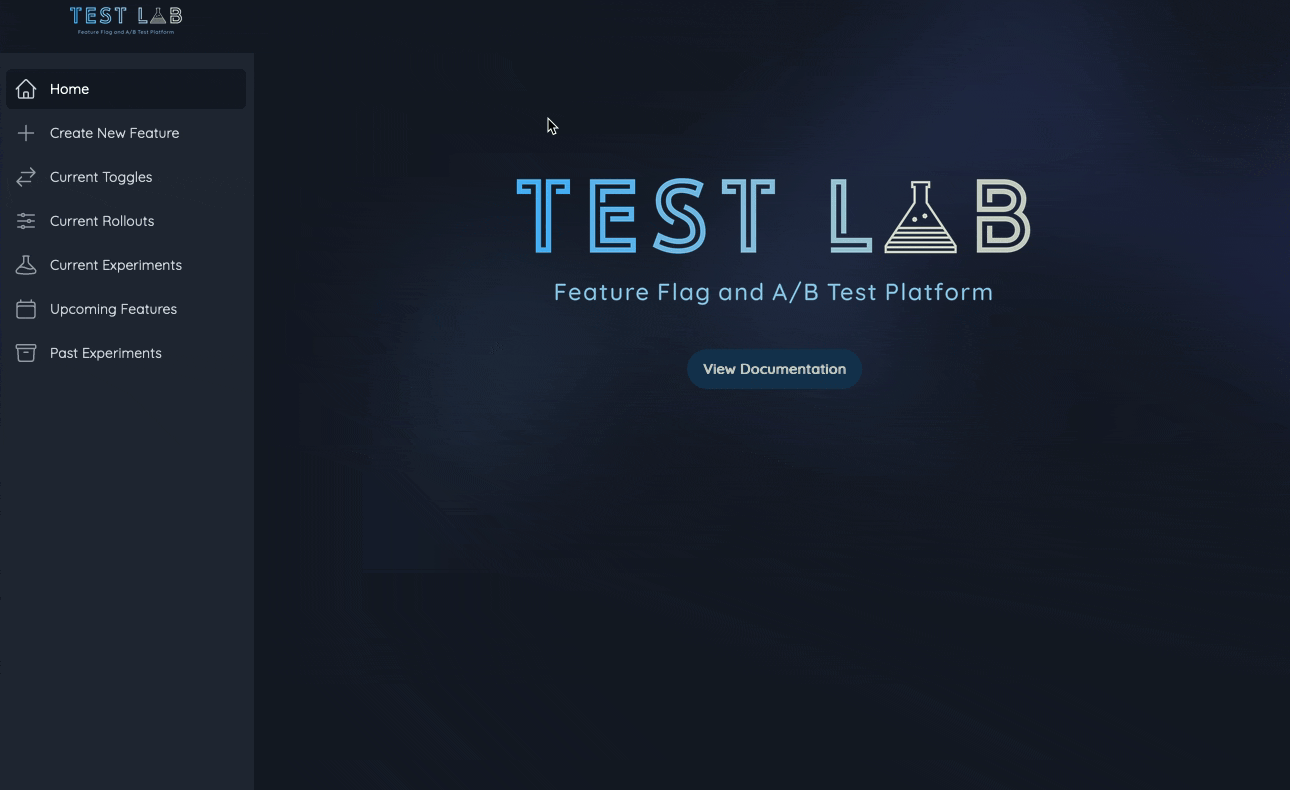 TEST LAB
Feature Flag and A/B Test Platform
Home
Create New Feature
Current Toggles
Current Rollouts
Current Experiments
Upcoming Features
Past Experiments
TEST LAB
Feature Flag and A/B Test Platform
View Documentation